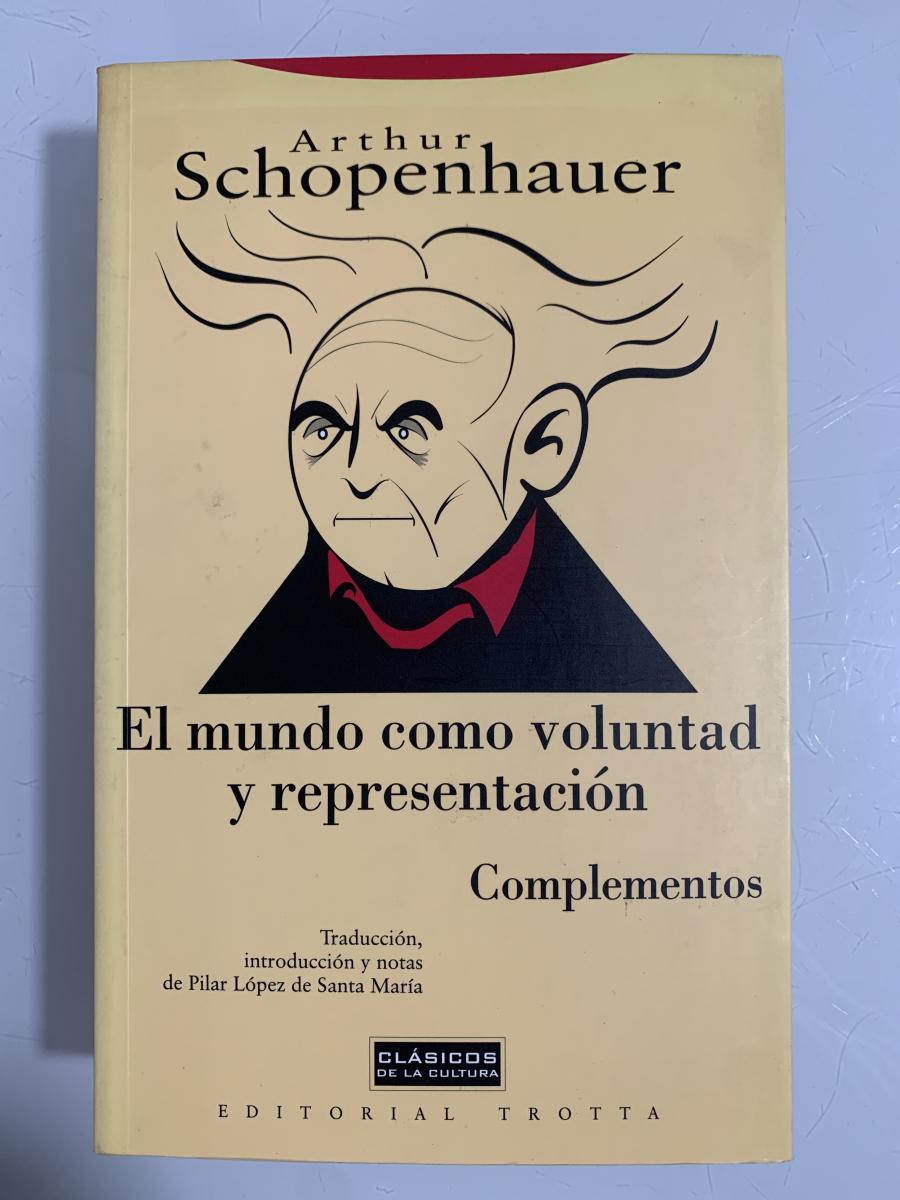 Arthur
Schopenhauer
El mundo como voluntad
y representación
Complementos
Traducción,
introducción y notas
de Pilar López de Santa María
CLÁSICOS
DE LA CULTURA
EDITORIAL TROTTA